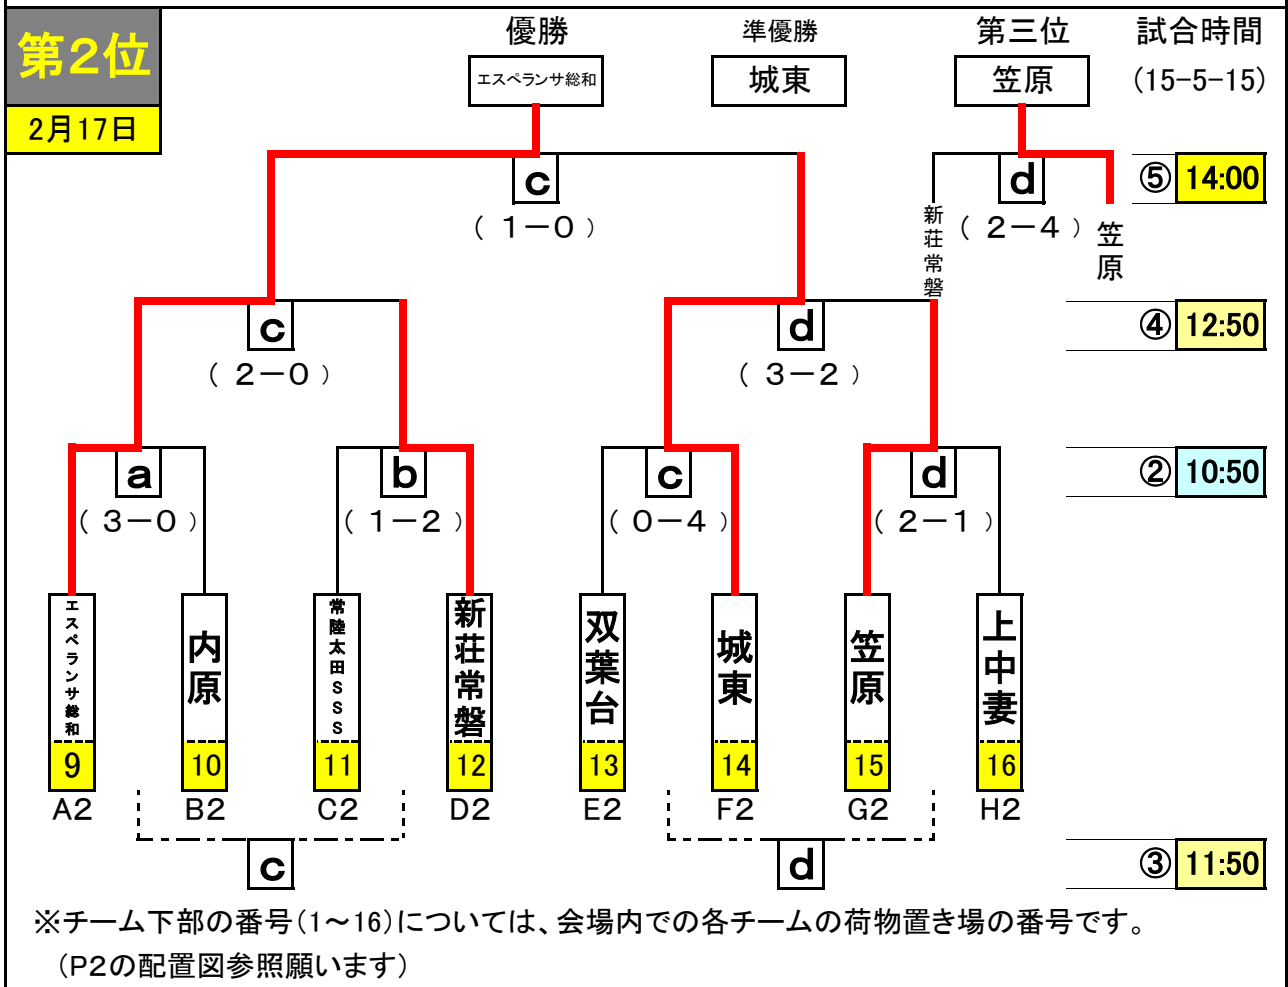 第2位
2月17日
優勝
準優勝
第三位
試合時間
エスペランサ総和
城東
笠原
(15-5-15)
c
d
⑤ 14:00
( 1-0 )
新荘常磐
( 2-4 )
笠原
c
d
④ 12:50
( 2-0 )
( 3-2 )
a
b
c
d
② 10:50
( 3-0 )
( 1-2 )
( 0-4 )
( 2-1 )
エスペランサ総和
内原
常陸太田SSS
新荘常磐
双葉台
城東
笠原
上中妻
9
10
11
12
13
14
15
16
A2
B2
C2
D2
E2
F2
G2
H2
c
d
③ 11:50
※チーム下部の番号(1~16)については、会場内での各チームの荷物置き場の番号です。
(P2の配置図参照願います)